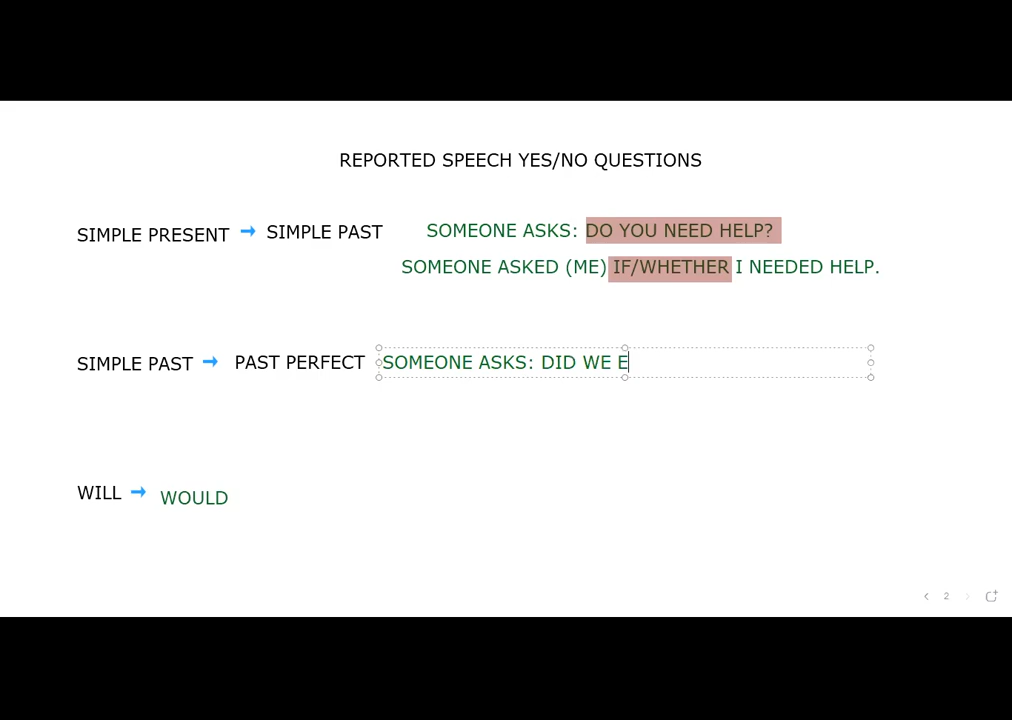 REPORTED SPEECH YES/NO QUESTIONS
SIMPLE PRESENT → SIMPLE PAST SOMEONE ASKS: DO YOU NEED HELP?
SOMEONE ASKED (ME) IF/WHETHER I NEEDED HELP.
SIMPLE PAST → PAST PERFECT SOMEONE ASKS: DID WE E
WILL → WOULD
2